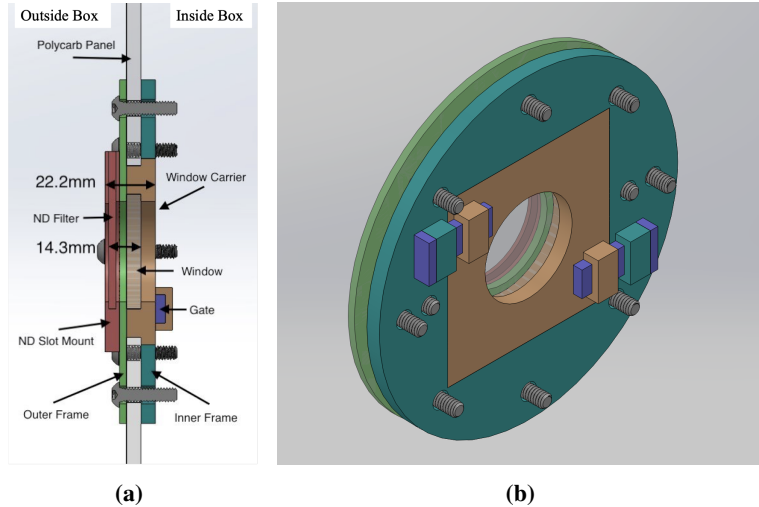 Outside Box
Inside Box
Polycarb Panel
22.2mm
Window Carrier
ND Filter
14.3mm
Window
Gate
ND Slot Mount
Outer Frame
Inner Frame
(a)
(b)